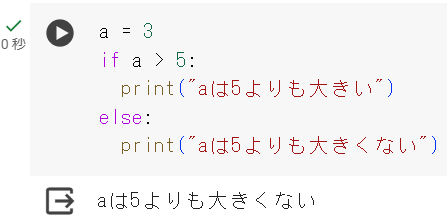 0 秒
a = 3
if a > 5:
  print("aは5よりも大きい")
else:
  print("aは5よりも大きくない")
aは5よりも大きくない